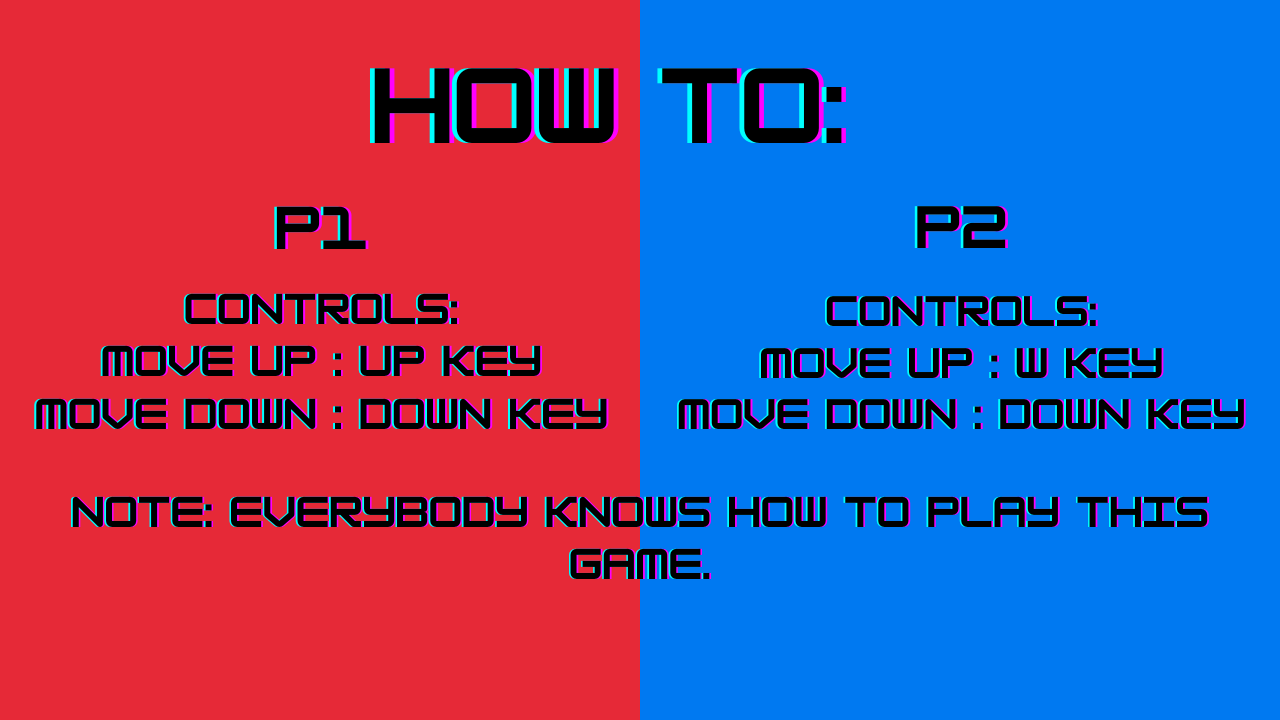 HOW TO:
P1
CONTROLS:
MOVE UP : UP KEY
MOVE DOWN : DOWN KEY
P2
CONTROLS:
MOVE UP : W KEY
MOVE DOWN : DOWN KEY
NOTE: EVERYBODY KNOWS HOW TO PLAY THIS
GAME.